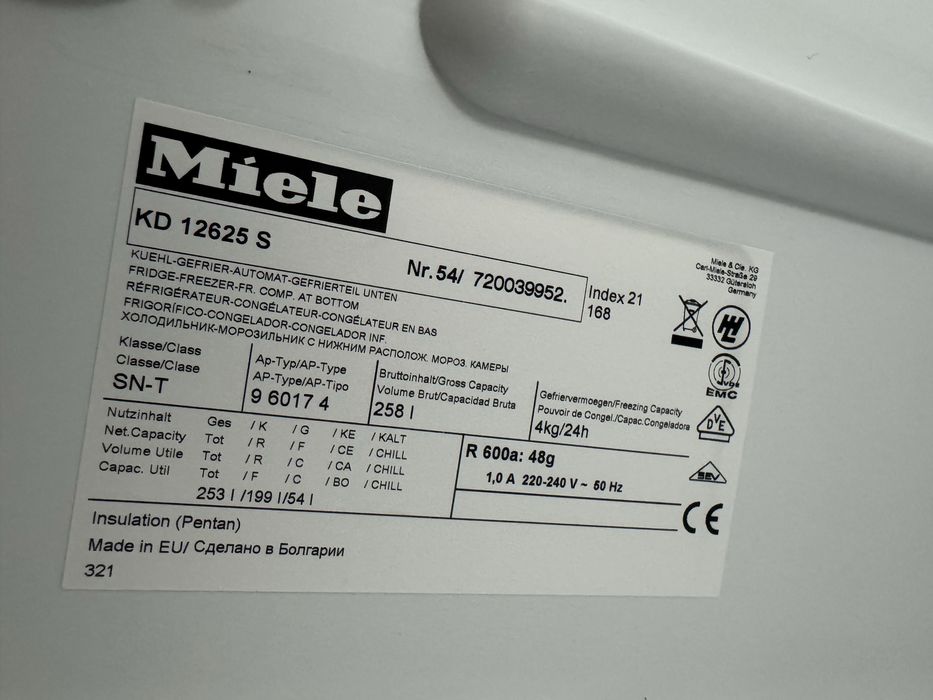 Miele
KD 12625 S
Nr.54/ 720039952.
Index 21
168
Miele & Cie. KG
Carl-Miele-Straße 29
33332 Gütersloh
Germany
KUEHL-GEFRIER-AUTOMAT-GEFRIERTEIL UNTEN
FRIDGE-FREEZER-FR. COMP. AT BOTTOM
RÉFRIGÉRATEUR-CONGÉLATEUR-CONGÉLATEUR EN BAS
FRIGORÍFICO-CONGELADOR-CONGELADOR INF.
ХОЛОДИЛЬНИК-МОРОЗИЛЬНИК С НИЖНИМ РАСПОЛОЖ. МОРОЗ. КАМЕРЫ
Klasse/Class
Classe/Clase
SN-T
Ap-Typ/AP-Type
AP-Type/AP-Tipo
9 6017 4
Bruttoinhalt/Gross Capacity
Volume Brut/Capacidad Bruta
258 l
Gefriervermoegen/Freezing Capacity
Pouvoir de Congel./Capac.Congeladora
4kg/24h
Nutzinhalt Ges / K / G / KE / KALT
Net.Capacity Tot / R / F / CE / CHILL
Volume Utile Tot / R / C / CA / CHILL
Capac. Util Tot / F / C / BO / CHILL
253 l /199 l/54 l
R 600a: 48g
1,0 A 220-240 V ~ 50 Hz
EMC
DVE
SEV
CE
Insulation (Pentan)
Made in EU/ Сделано в Болгарии
321